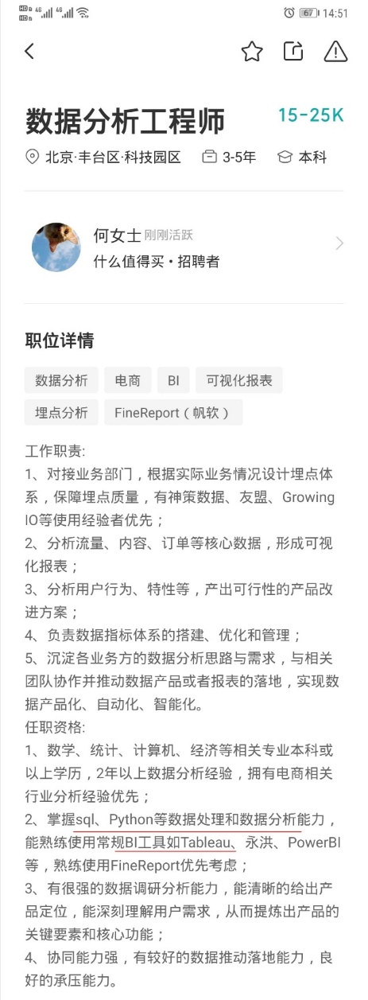 HD 1 4G 4G 67 14:51
HD 2
数据分析工程师 15-25K
北京·丰台区·科技园区 3-5年 本科
何女士 刚刚活跃
什么值得买·招聘者
职位详情
数据分析 电商 BI 可视化报表
埋点分析 FineReport（帆软）
工作职责:
1、对接业务部门，根据实际业务情况设计埋点体
系，保障埋点质量，有神策数据、友盟、Growing
IO等使用经验者优先；
2、分析流量、内容、订单等核心数据，形成可视
化报表；
3、分析用户行为、特性等，产出可行性的产品改
进方案；
4、负责数据指标体系的搭建、优化和管理；
5、沉淀各业务方的数据分析思路与需求，与相关
团队协作并推动数据产品或者报表的落地，实现数
据产品化、自动化、智能化。
任职资格:
1、数学、统计、计算机、经济等相关专业本科或
以上学历，2年以上数据分析经验，拥有电商相关
行业分析经验优先；
2、掌握sql、Python等数据处理和数据分析能力，
能熟练使用常规BI工具如Tableau、永洪、PowerBI
等，熟练使用FineReport优先考虑；
3、有很强的数据调研分析能力，能清晰的给出产
品定位，能深刻理解用户需求，从而提炼出产品的
关键要素和核心功能；
4、协同能力强，有较好的数据推动落地能力，良
好的承压能力。